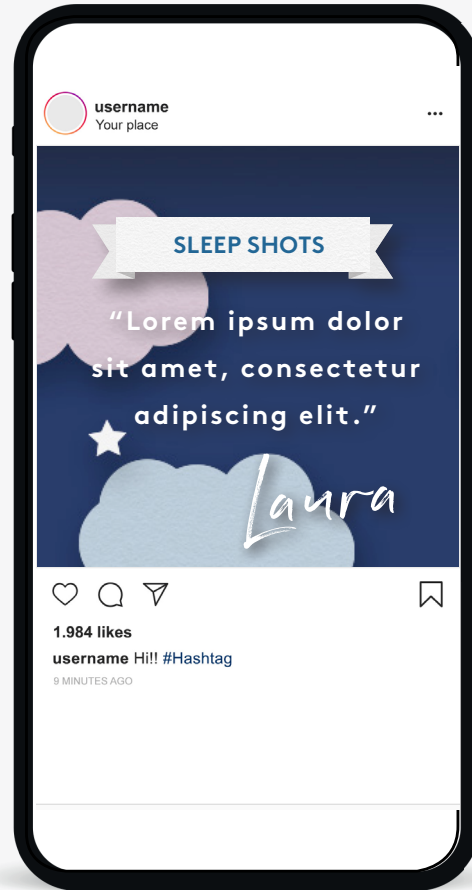 username
Your place
SLEEP SHOTS
“Lorem ipsum dolor
sit amet, consectetur
adipiscing elit.”
Laura
1.984 likes
username Hi!! #Hashtag
9 MINUTES AGO